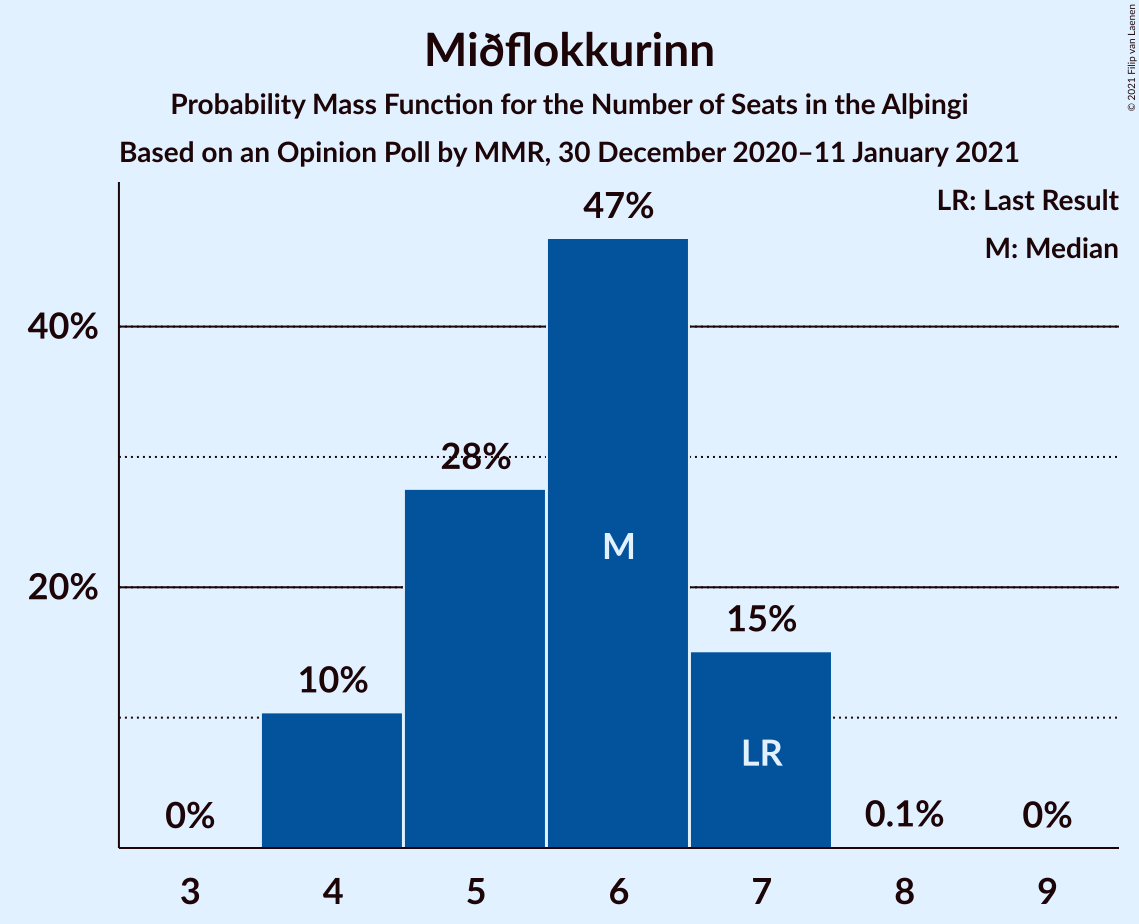 Miðflokkurinn
Probability Mass Function for the Number of Seats in the Alþingi
Based on an Opinion Poll by MMR, 30 December 2020–11 January 2021
© 2021 Filip van Laenen
LR: Last Result
M: Median
47%
40%
28%
M
20%
15%
10%
LR
0%
0.1%
0%
3 4 5 6 7 8 9